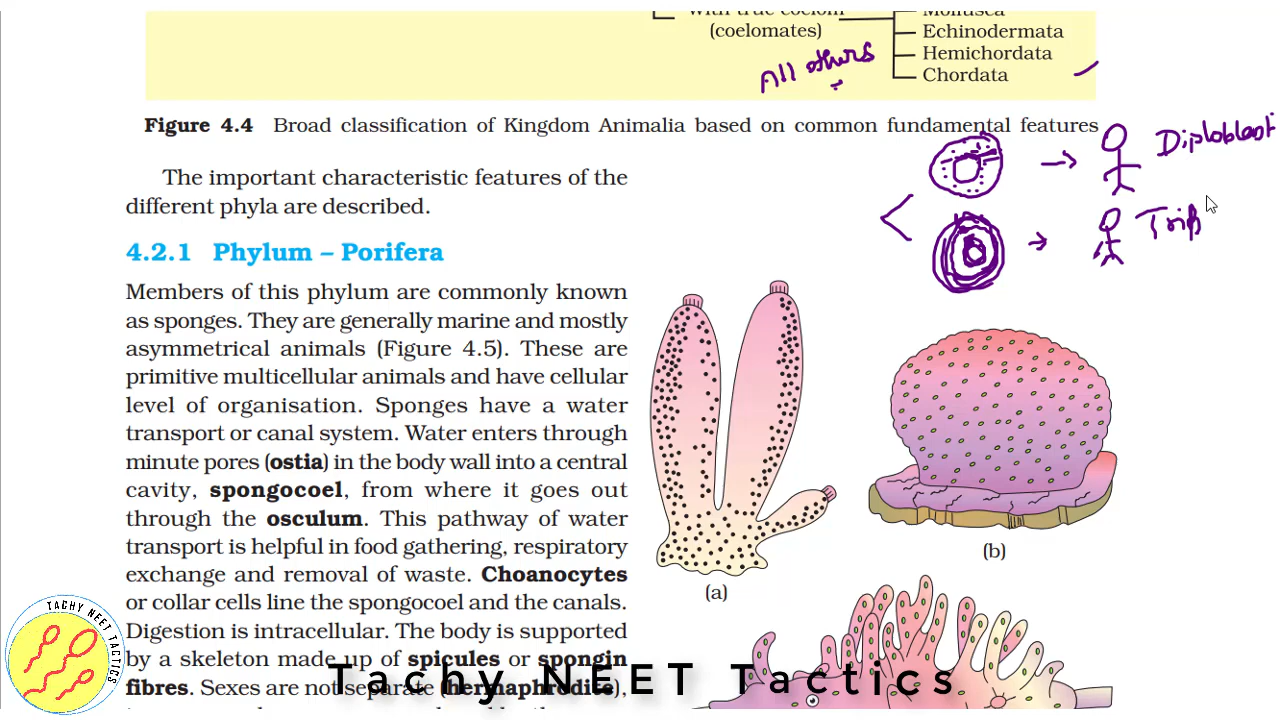 with true coelom
(coelomates)
Mollusca
Echinodermata
Hemichordata
Chordata
All others
Figure 4.4 Broad classification of Kingdom Animalia based on common fundamental features
Diploblast
Trip
The important characteristic features of the
different phyla are described.
4.2.1 Phylum – Porifera
Members of this phylum are commonly known
as sponges. They are generally marine and mostly
asymmetrical animals (Figure 4.5). These are
primitive multicellular animals and have cellular
level of organisation. Sponges have a water
transport or canal system. Water enters through
minute pores (ostia) in the body wall into a central
cavity, spongocoel, from where it goes out
through the osculum. This pathway of water
transport is helpful in food gathering, respiratory
exchange and removal of waste. Choanocytes
or collar cells line the spongocoel and the canals.
Digestion is intracellular. The body is supported
by a skeleton made up of spicules or spongin
fibres. Sexes are not separate (hermaphrodite),
(a)
(b)
TACHY NEET TACTICS
Tachy NEET Tactics